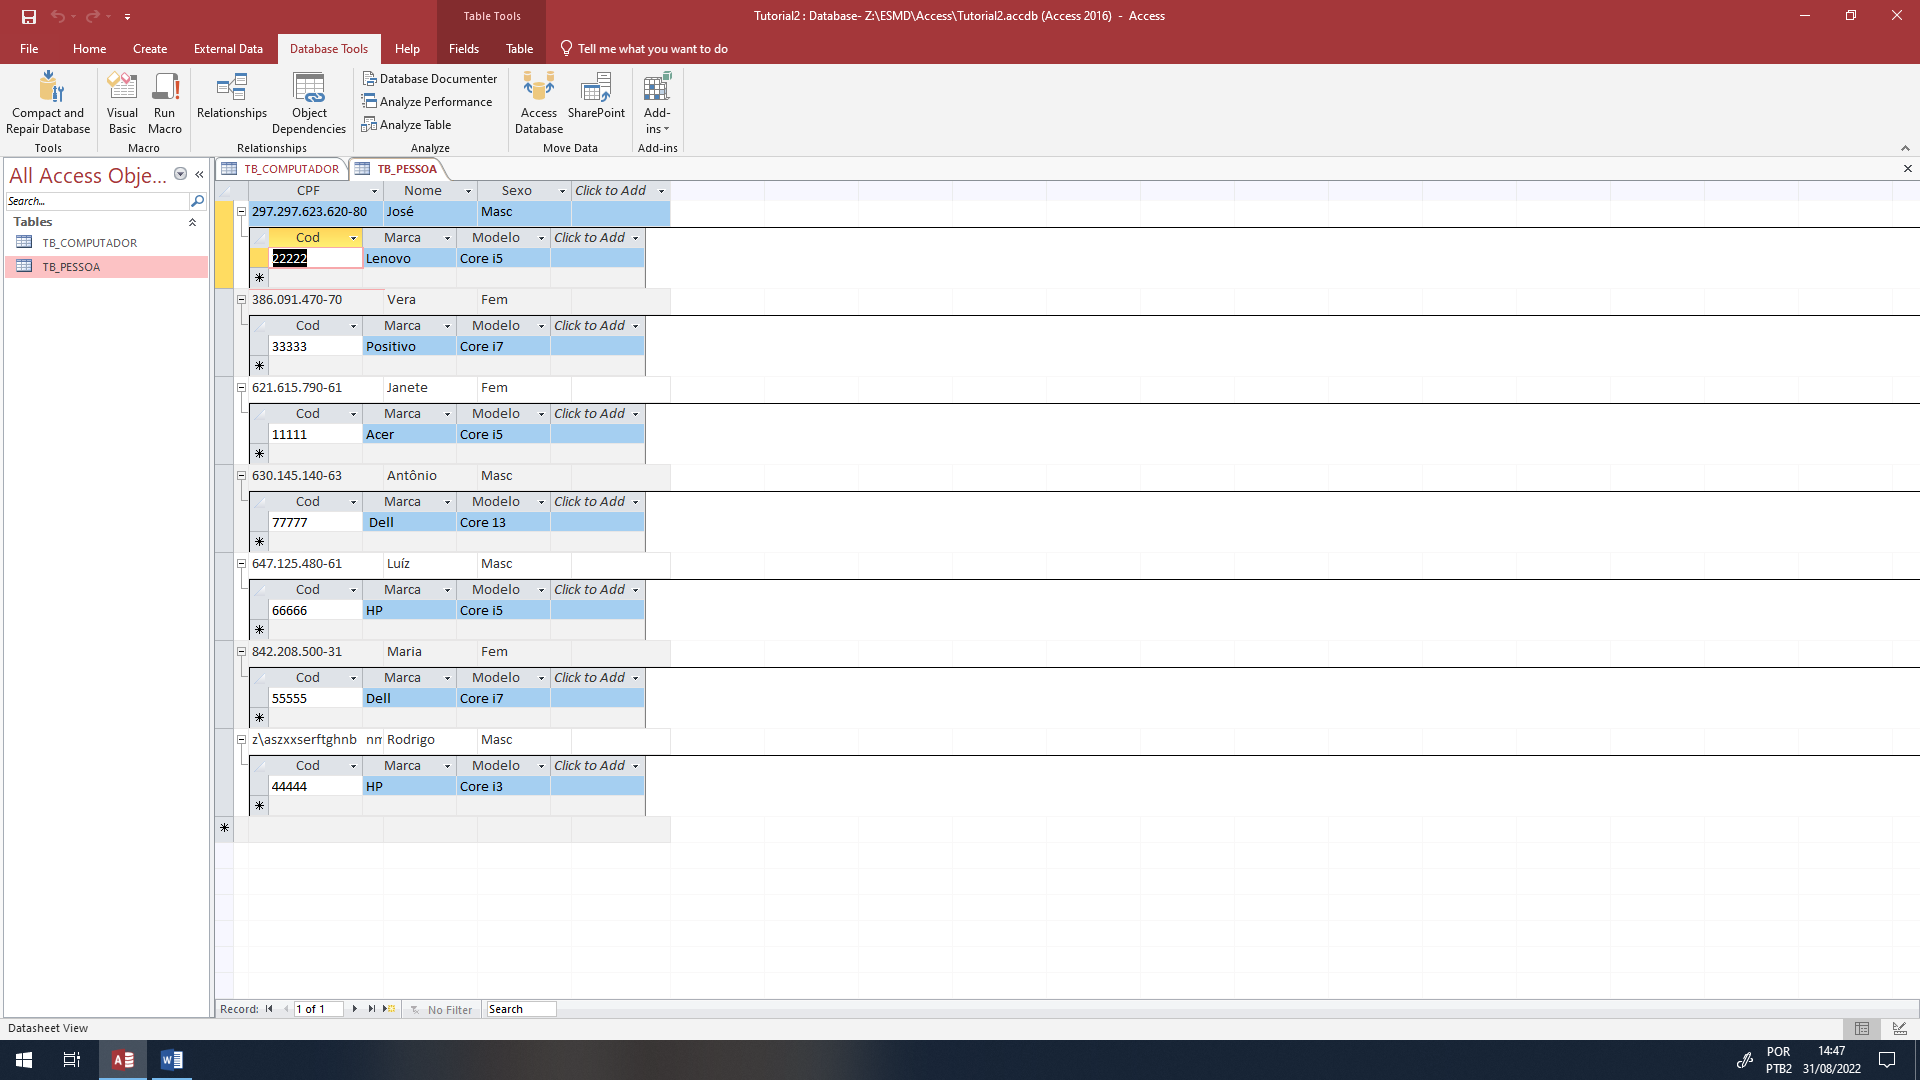 Table Tools
Tutorial2 : Database- Z:\ESMD\Access\Tutorial2.accdb (Access 2016) - Access
File Home Create External Data Database Tools Help Fields Table Tell me what you want to do
Compact and Repair Database
Visual Basic
Run Macro
Relationships
Object Dependencies
Database Documenter
Analyze Performance
Analyze Table
Access Database
SharePoint
Add-ins
Tools Macro Relationships Analyze Move Data Add-ins
All Access Obje...
Search...
Tables
TB_COMPUTADOR
TB_PESSOA
TB_COMPUTADOR TB_PESSOA
CPF Nome Sexo Click to Add
297.297.623.620-80 José Masc
Cod Marca Modelo Click to Add
22222 Lenovo Core i5
386.091.470-70 Vera Fem
Cod Marca Modelo Click to Add
33333 Positivo Core i7
621.615.790-61 Janete Fem
Cod Marca Modelo Click to Add
11111 Acer Core i5
630.145.140-63 Antônio Masc
Cod Marca Modelo Click to Add
77777 Dell Core 13
647.125.480-61 Luíz Masc
Cod Marca Modelo Click to Add
66666 HP Core i5
842.208.500-31 Maria Fem
Cod Marca Modelo Click to Add
55555 Dell Core i7
z\aszxxserftghnb nm Rodrigo Masc
Cod Marca Modelo Click to Add
44444 HP Core i3
Record: 1 of 1 No Filter Search
Datasheet View
POR
PTB2
14:47
31/08/2022